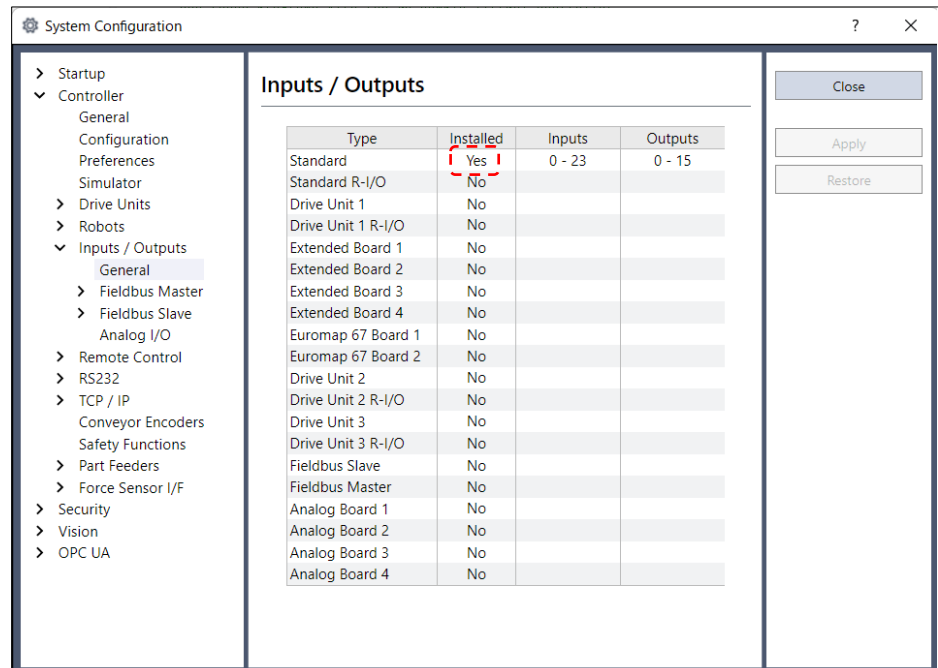 System Configuration
?
Startup
Controller
General
Configuration
Preferences
Simulator
Drive Units
Robots
Inputs / Outputs
General
Fieldbus Master
Fieldbus Slave
Analog I/O
Remote Control
RS232
TCP / IP
Conveyor Encoders
Safety Functions
Part Feeders
Force Sensor I/F
Security
Vision
OPC UA
Inputs / Outputs
Type Installed Inputs Outputs
Standard Yes 0 - 23 0 - 15
Standard R-I/O No
Drive Unit 1 No
Drive Unit 1 R-I/O No
Extended Board 1 No
Extended Board 2 No
Extended Board 3 No
Extended Board 4 No
Euromap 67 Board 1 No
Euromap 67 Board 2 No
Drive Unit 2 No
Drive Unit 2 R-I/O No
Drive Unit 3 No
Drive Unit 3 R-I/O No
Fieldbus Slave No
Fieldbus Master No
Analog Board 1 No
Analog Board 2 No
Analog Board 3 No
Analog Board 4 No
Close
Apply
Restore